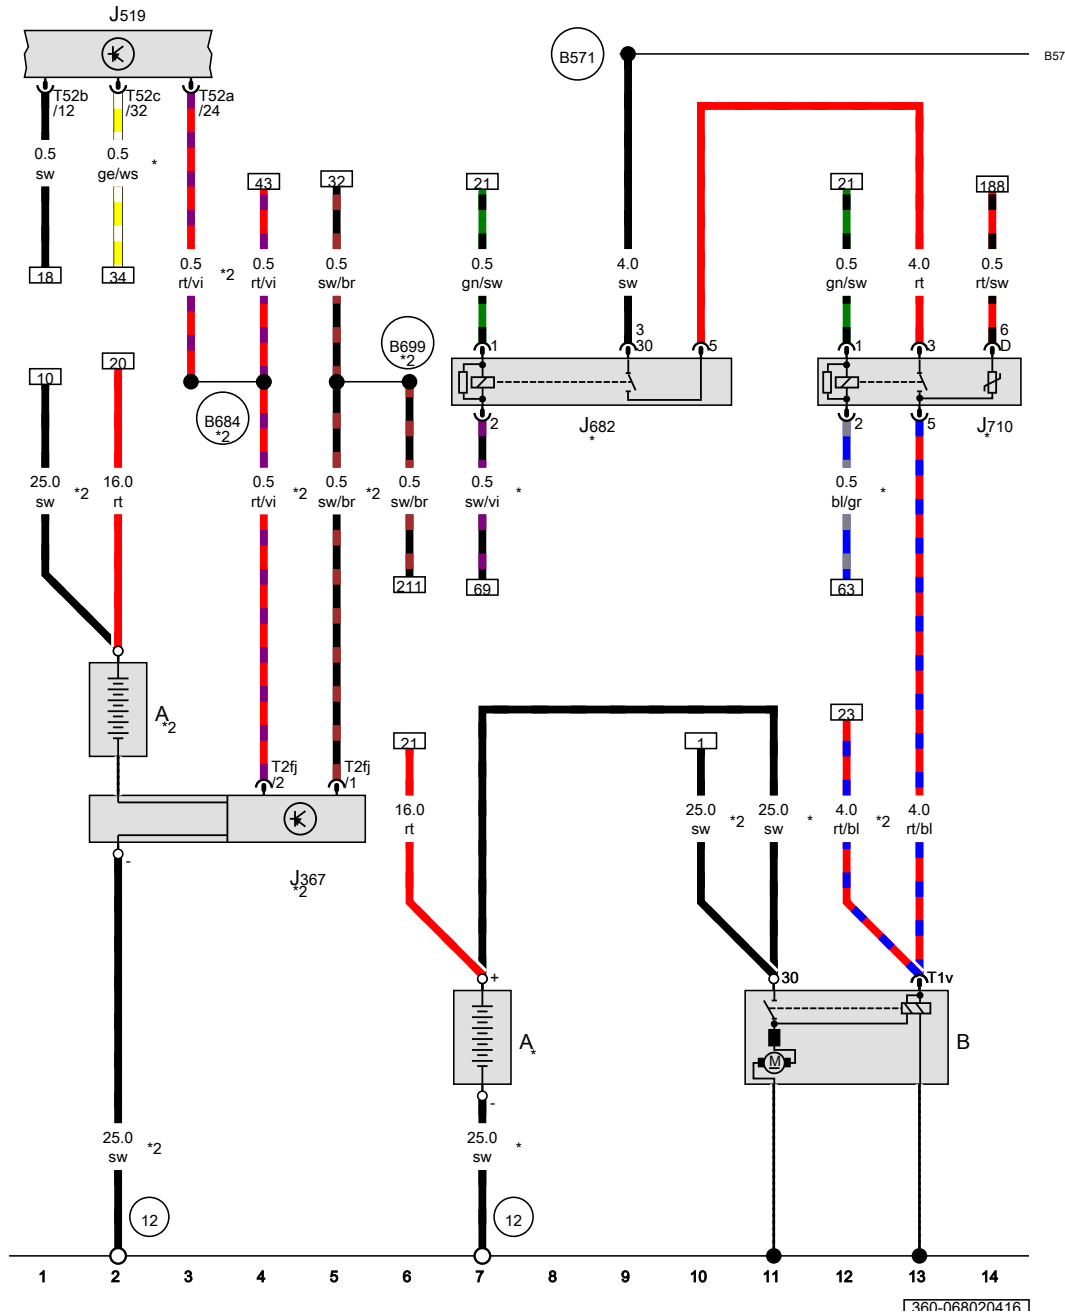 J519
B571
B57
T52b
/12
T52c
/32
T52a
/24
0.5
sw
0.5
ge/ws
*
43
32
21
21
188
18
34
0.5
rt/vi
*2
0.5
rt/vi
0.5
sw/br
0.5
gn/sw
4.0
sw
0.5
gn/sw
4.0
rt
0.5
rt/sw
B699
*2
1
3
30
5
1
3
6
D
10
20
B684
*2
2
J682
*
2
5
J710
*
25.0
sw
*2
16.0
rt
0.5
rt/vi
*2
0.5
sw/br
*2
0.5
sw/br
0.5
sw/vi
*
0.5
bl/gr
*
211
69
63
A
*2
21
1
23
T2fj
/2
T2fj
/1
16.0
rt
25.0
sw
*2
25.0
sw
*
4.0
rt/bl
*2
4.0
rt/bl
-
J367
*2
+
30
T1v
A
*
M
B
-
25.0
sw
*2
25.0
sw
*
12
12
1 2 3 4 5 6 7 8 9 10 11 12 13 14
360-068020416